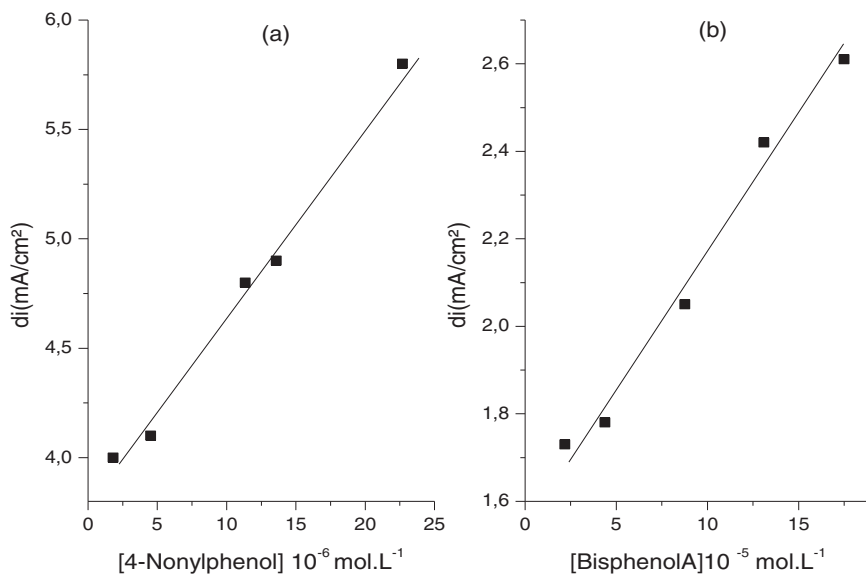 (a)
6,0
5,5
5,0
4,5
4,0
di(mA/cm²)
0 5 10 15 20 25
[4-Nonylphenol] 10⁻⁶ mol.L⁻¹
(b)
2,6
2,4
2,2
2,0
1,8
1,6
di(mA/cm²)
0 5 10 15
[BisphenolA]10 ⁻⁵ mol.L⁻¹